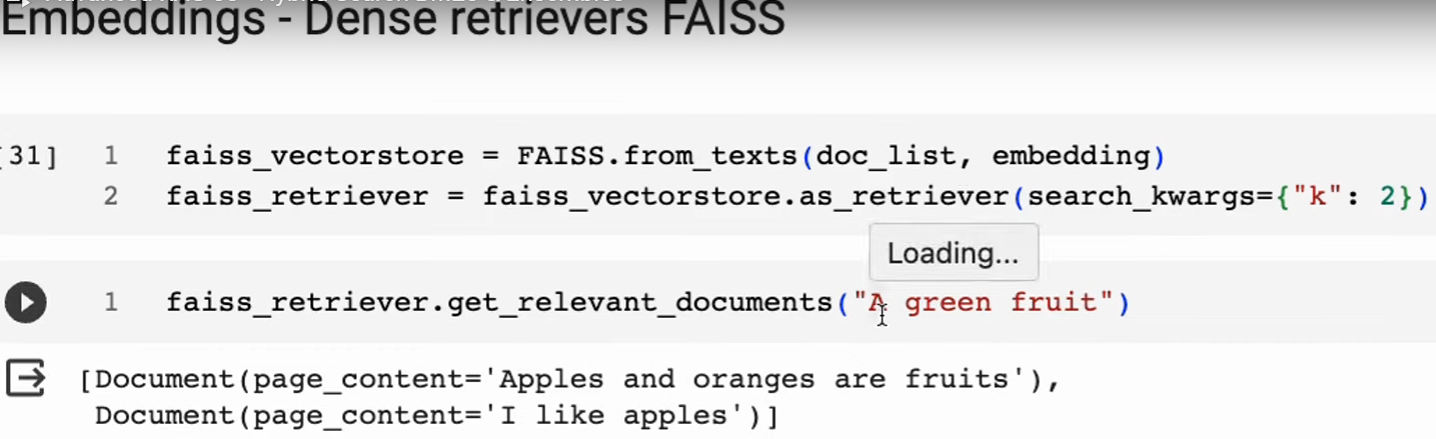 Embeddings - Dense retrievers FAISS
[31] 1 faiss_vectorstore = FAISS.from_texts(doc_list, embedding)
2 faiss_retriever = faiss_vectorstore.as_retriever(search_kwargs={"k": 2})
Loading...
1 faiss_retriever.get_relevant_documents("A green fruit")
[Document(page_content='Apples and oranges are fruits'),
Document(page_content='I like apples')]